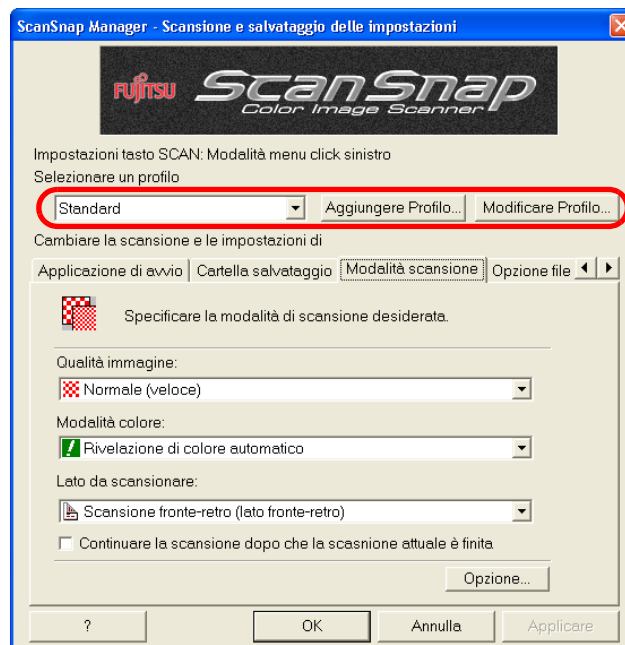 ScanSnap Manager - Scansione e salvataggio delle impostazioni
FUJITSU ScanSnap
Color Image Scanner
Impostazioni tasto SCAN: Modalità menu click sinistro
Selezionare un profilo
Standard Aggiungere Profilo... Modificare Profilo...
Cambiare la scansione e le impostazioni di
Applicazione di avvio Cartella salvataggio Modalità scansione Opzione file
Specificare la modalità di scansione desiderata.
Qualità immagine:
Normale (veloce)
Modalità colore:
Rivelazione di colore automatico
Lato da scansionare:
Scansione fronte-retro (lato fronte-retro)
Continuare la scansione dopo che la scasnione attuale è finita
Opzione...
? OK Annulla Applicare